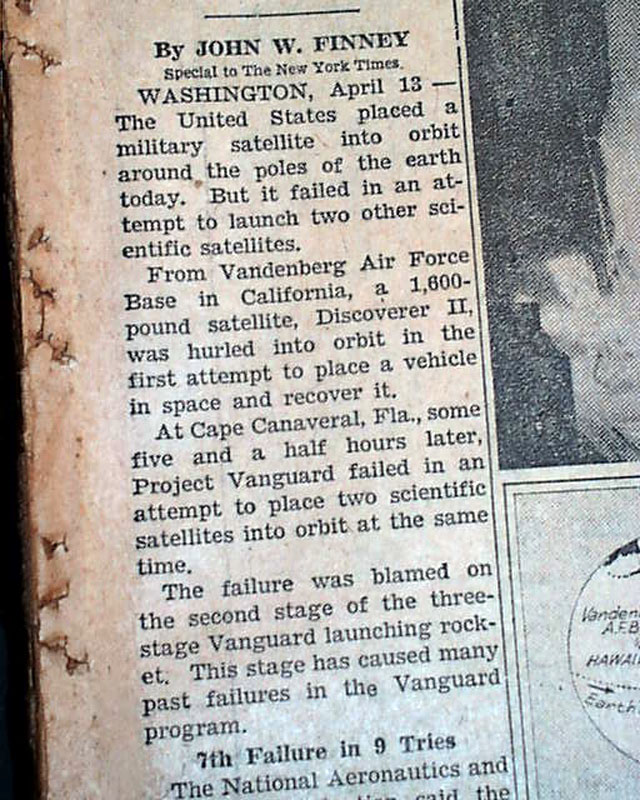 By JOHN W. FINNEY
Special to The New York Times.
WASHINGTON, April 13 —
The United States placed a
military satellite into orbit
around the poles of the earth
today. But it failed in an at-
tempt to launch two other sci-
entific satellites.
From Vandenberg Air Force
Base in California, a 1,600-
pound satellite, Discoverer II,
was hurled into orbit in the
first attempt to place a vehicle
in space and recover it.
At Cape Canaveral, Fla., some
five and a half hours later,
Project Vanguard failed in an
attempt to place two scientific
satellites into orbit at the same
time.
The failure was blamed on
the second stage of the three-
stage Vanguard launching rock-
et. This stage has caused many
past failures in the Vanguard
program.
7th Failure in 9 Tries
The National Aeronautics and
said the
Vanden
A.F.B
HAWAI
Earth